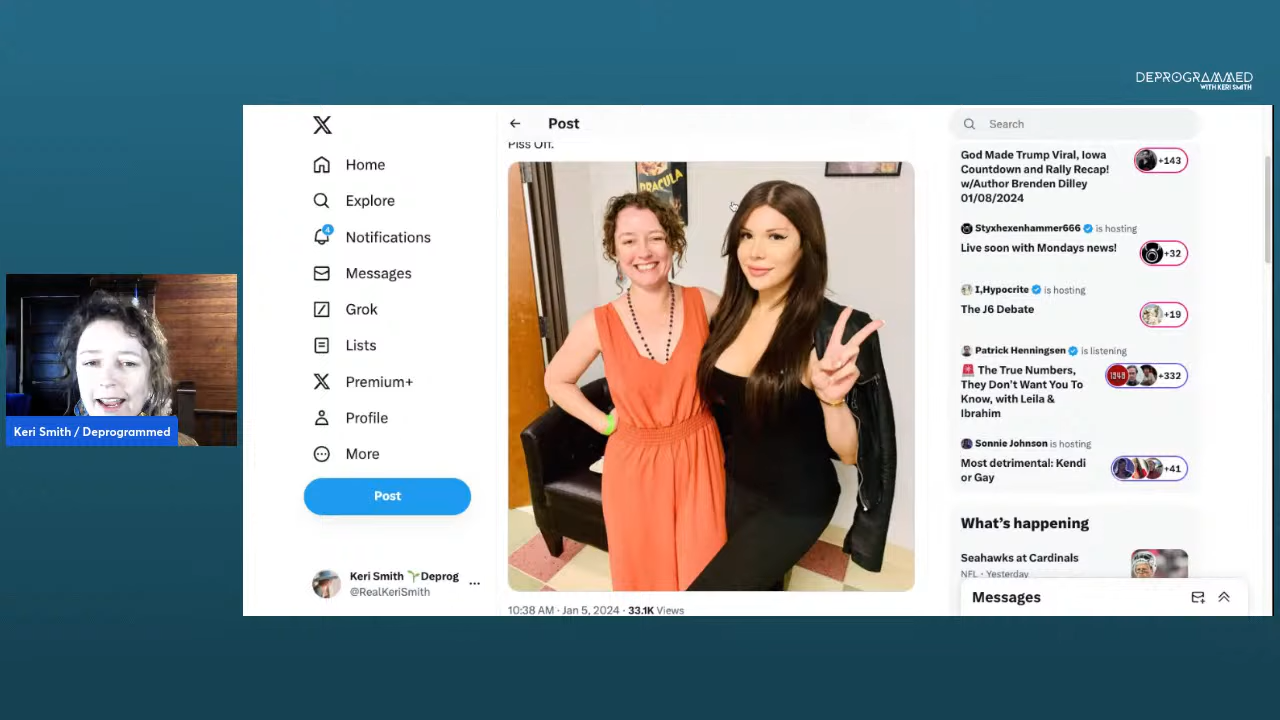 DEPROGRAMMED
WITH KERI SMITH
Keri Smith / Deprogrammed
Home
Explore
4
Notifications
Messages
Grok
Lists
Premium+
Profile
More
Post
Keri Smith 🌱Deprog
@RealKeriSmith
...
← Post
Piss Off.
DRACULA
10:38 AM · Jan 5, 2024 · 33.1K Views
Search
God Made Trump Viral, Iowa
Countdown and Rally Recap!
w/Author Brenden Dilley
01/08/2024
+143
Styxhexenhammer666 is hosting
Live soon with Mondays news!
+32
I,Hypocrite is hosting
The J6 Debate
+19
Patrick Henningsen is listening
🚨 The True Numbers,
They Don't Want You To
Know, with Leila &
Ibrahim
1948
+332
Sonnie Johnson is hosting
Most detrimental: Kendi
or Gay
+41
What's happening
Seahawks at Cardinals
NFL · Yesterday
Messages